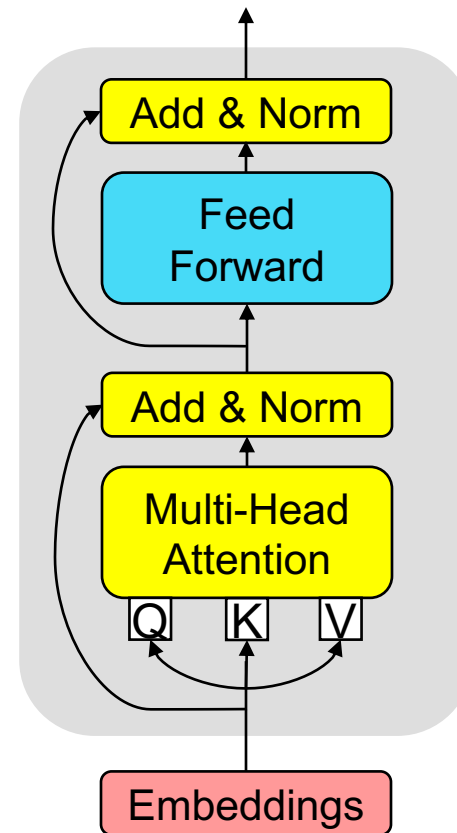 Add & Norm
Feed
Forward
Add & Norm
Multi-Head
Attention
Q K V
Embeddings